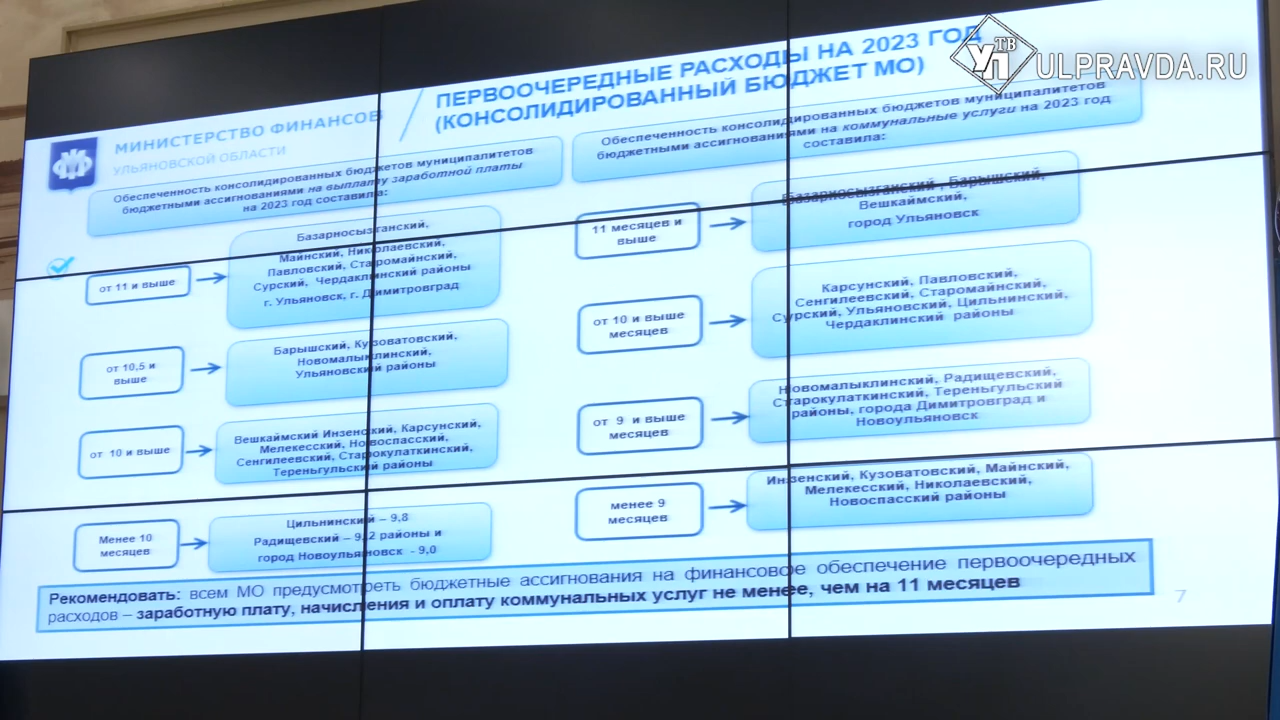 УП
ТВ
ULPRAVDA.RU
МИНИСТЕРСТВО ФИНАНСОВ
УЛЬЯНОВСКОЙ ОБЛАСТИ
ПЕРВООЧЕРЕДНЫЕ РАСХОДЫ НА 2023 ГОД
(КОНСОЛИДИРОВАННЫЙ БЮДЖЕТ МО)
Обеспеченность консолидированных бюджетов муниципалитетов
бюджетными ассигнованиями на выплату заработной платы
на 2023 год составила:
от 11 и выше
Базарносызганский,
Майнский, Николаевский,
Павловский, Старомайнский,
Сурский, Чердаклинский районы
г. Ульяновск, г. Димитровград
от 10,5 и
выше
Барышский, Кузоватовский,
Новомалыклинский,
Ульяновский районы
от 10 и выше
Вешкаймский Инзенский, Карсунский,
Мелекесский, Новоспасский,
Сенгилеевский, Старокулаткинский,
Тереньгульский районы
Менее 10
месяцев
Цильнинский – 9,8
Радищевский – 9,2 районы и
город Новоульяновск - 9,0
Обеспеченность консолидированных бюджетов муниципалитетов
бюджетными ассигнованиями на коммунальные услуги на 2023 год
составила:
11 месяцев и
выше
Базарносызганский , Барышский,
Вешкаймский,
город Ульяновск
от 10 и выше
месяцев
Карсунский, Павловский,
Сенгилеевский, Старомайнский,
Сурский, Ульяновский, Цильнинский,
Чердаклинский районы
от 9 и выше
месяцев
Новомалыклинский, Радищевский,
Старокулаткинский, Тереньгульский
районы, города Димитровград и
Новоульяновск
менее 9
месяцев
Инзенский, Кузоватовский, Майнский,
Мелекесский, Николаевский,
Новоспасский районы
Рекомендовать: всем МО предусмотреть бюджетные ассигнования на финансовое обеспечение первоочередных
расходов – заработную плату, начисления и оплату коммунальных услуг не менее, чем на 11 месяцев
7